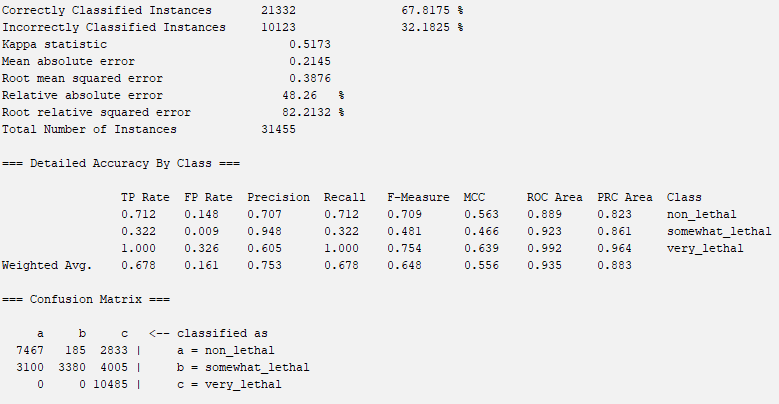 Correctly Classified Instances 21332 67.8175 %
Incorrectly Classified Instances 10123 32.1825 %
Kappa statistic 0.5173
Mean absolute error 0.2145
Root mean squared error 0.3876
Relative absolute error 48.26 %
Root relative squared error 82.2132 %
Total Number of Instances 31455
=== Detailed Accuracy By Class ===
TP Rate FP Rate Precision Recall F-Measure MCC ROC Area PRC Area Class
0.712 0.148 0.707 0.712 0.709 0.563 0.889 0.823 non_lethal
0.322 0.009 0.948 0.322 0.481 0.466 0.923 0.861 somewhat_lethal
1.000 0.326 0.605 1.000 0.754 0.639 0.992 0.964 very_lethal
Weighted Avg. 0.678 0.161 0.753 0.678 0.648 0.556 0.935 0.883
=== Confusion Matrix ===
a b c <-- classified as
7467 185 2833 | a = non_lethal
3100 3380 4005 | b = somewhat_lethal
0 0 10485 | c = very_lethal